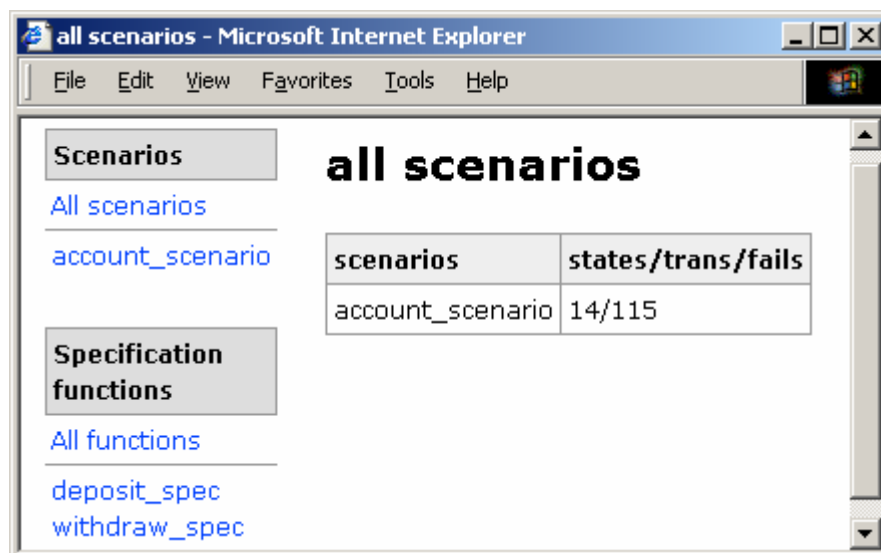 all scenarios - Microsoft Internet Explorer
File Edit View Favorites Tools Help
Scenarios
All scenarios
account_scenario
Specification
functions
All functions
deposit_spec
withdraw_spec
all scenarios
scenarios states/trans/fails
account_scenario 14/115